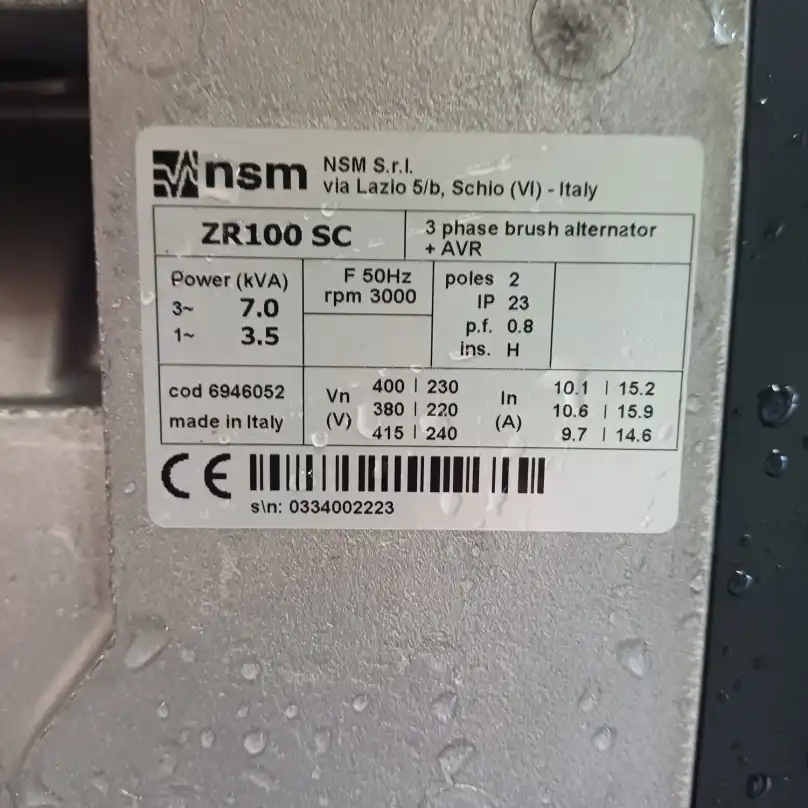 nsm
NSM S.r.l.
via Lazio 5/b, Schio (VI) - Italy
ZR100 SC
3 phase brush alternator
+ AVR
Power (kVA)
3~ 7.0
1~ 3.5
F 50Hz
rpm 3000
poles 2
IP 23
p.f. 0.8
ins. H
cod 6946052
made in Italy
Vn
(V)
400 | 230
380 | 220
415 | 240
In
(A)
10.1 | 15.2
10.6 | 15.9
9.7 | 14.6
CE
s\n: 0334002223